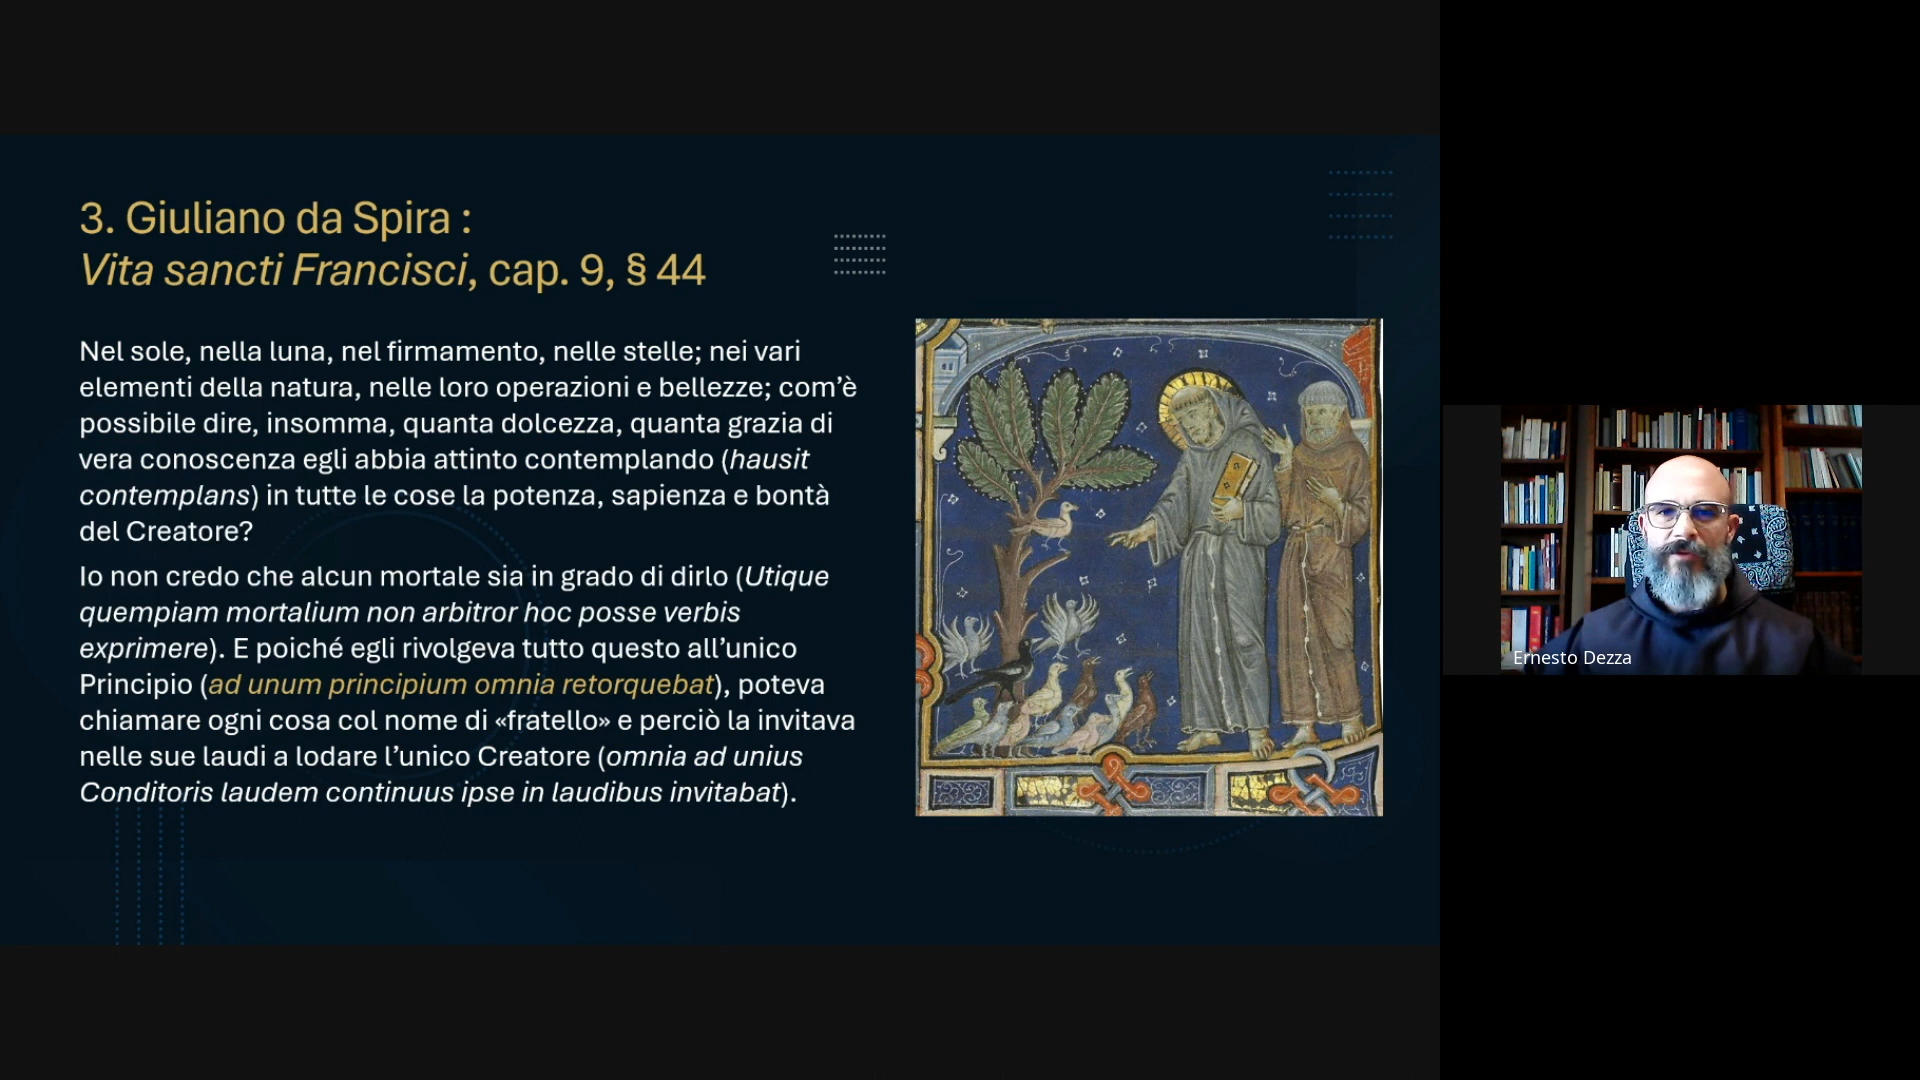 3. Giuliano da Spira :
Vita sancti Francisci, cap. 9, § 44
Nel sole, nella luna, nel firmamento, nelle stelle; nei vari
elementi della natura, nelle loro operazioni e bellezze; com’è
possibile dire, insomma, quanta dolcezza, quanta grazia di
vera conoscenza egli abbia attinto contemplando (hausit
contemplans) in tutte le cose la potenza, sapienza e bontà
del Creatore?
Io non credo che alcun mortale sia in grado di dirlo (Utique
quempiam mortalium non arbitror hoc posse verbis
exprimere). E poiché egli rivolgeva tutto questo all’unico
Principio (ad unum principium omnia retorquebat), poteva
chiamare ogni cosa col nome di «fratello» e perciò la invitava
nelle sue laudi a lodare l’unico Creatore (omnia ad unius
Conditoris laudem continuus ipse in laudibus invitabat).
Ernesto Dezza